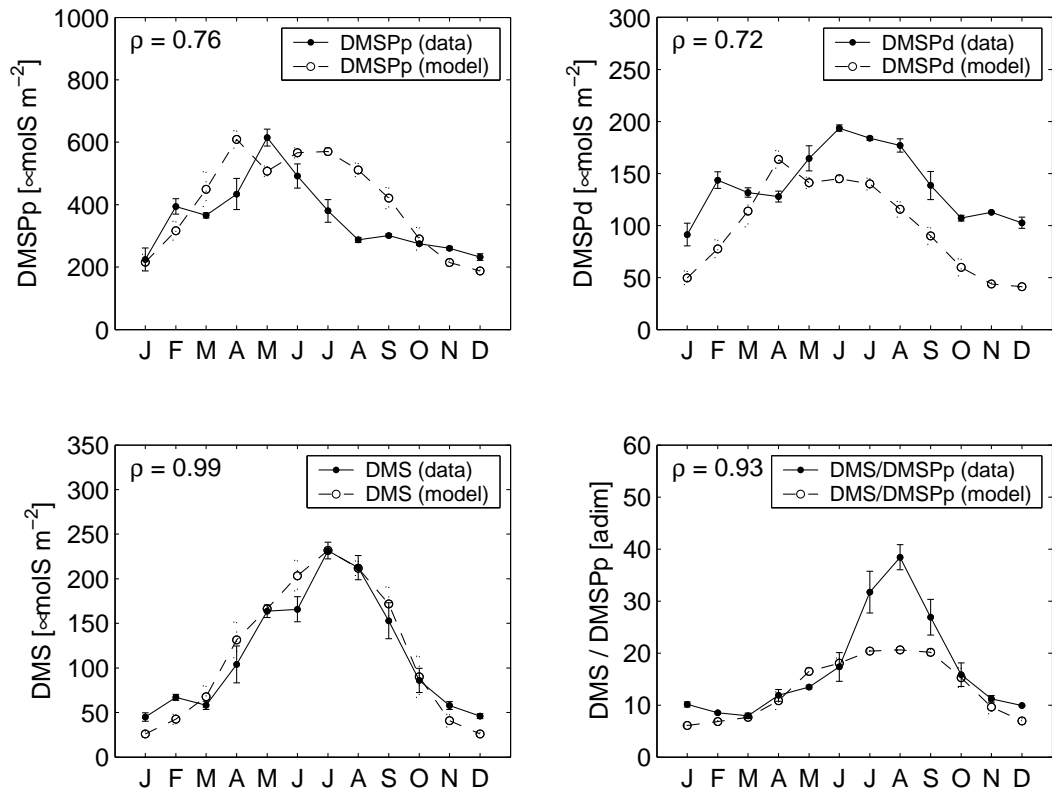 ρ = 0.76
DMSPp (data)
DMSPp (model)
DMSPp [∝molS m−2]
1000
800
600
400
200
0
J F M A M J J A S O N D
ρ = 0.72
DMSPd (data)
DMSPd (model)
DMSPd [∝molS m−2]
300
250
200
150
100
50
0
J F M A M J J A S O N D
ρ = 0.99
DMS (data)
DMS (model)
DMS [∝molS m−2]
350
300
250
200
150
100
50
0
J F M A M J J A S O N D
ρ = 0.93
DMS/DMSPp (data)
DMS/DMSPp (model)
DMS / DMSPp [adim]
60
50
40
30
20
10
0
J F M A M J J A S O N D